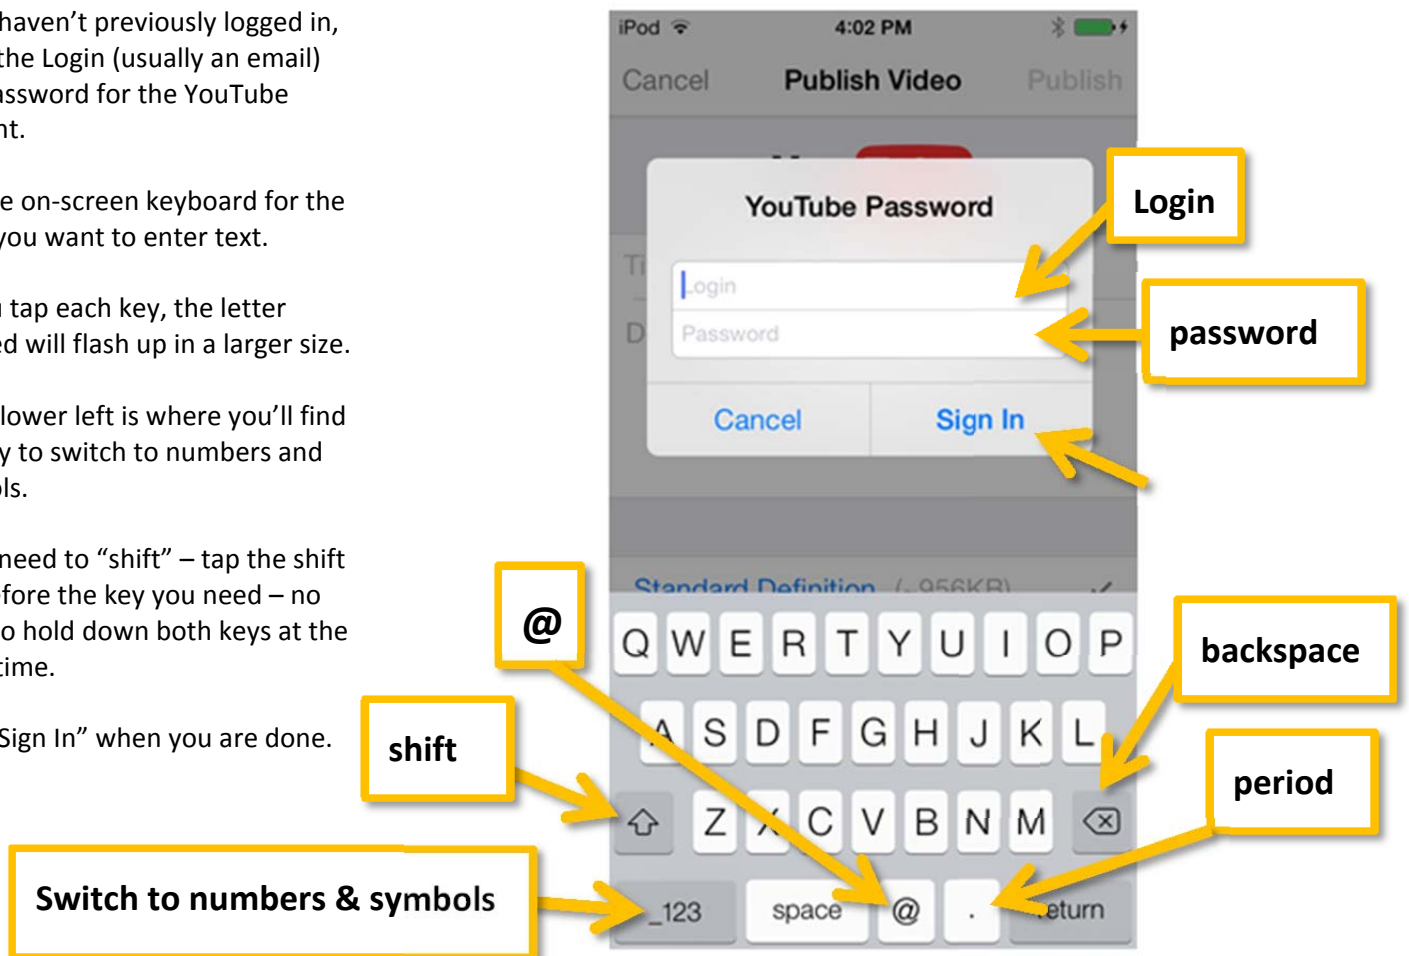 haven’t previously logged in,
the Login (usually an email)
assword for the YouTube
nt.
e on-screen keyboard for the
you want to enter text.
u tap each key, the letter
ed will flash up in a larger size.
lower left is where you’ll find
y to switch to numbers and
ols.
need to “shift” – tap the shift
efore the key you need – no
o hold down both keys at the
time.
Sign In” when you are done.
iPod 4:02 PM
Cancel Publish Video Publish
YouTube Password
Login
Password
Cancel Sign In
Standard Definition (~956KB)
Q W E R T Y U I O P
A S D F G H J K L
Z X C V B N M
_123 space @ . return
Login
password
@
backspace
shift
period
Switch to numbers & symbols